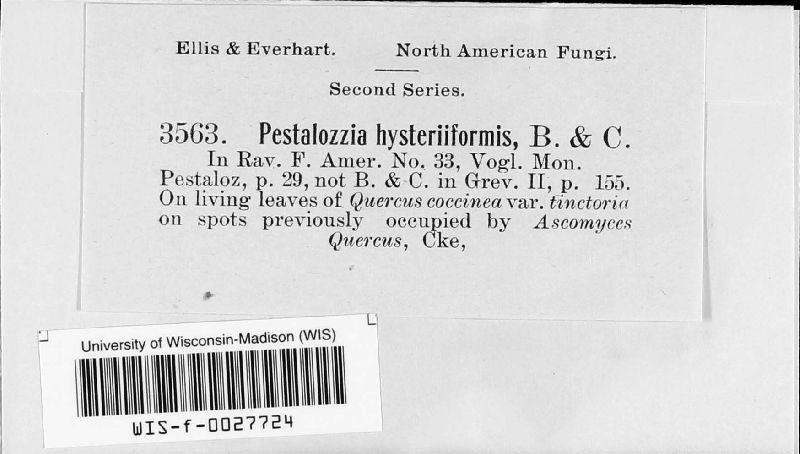 Ellis & Everhart. North American Fungi.
Second Series.
3563. Pestalozzia hysteriiformis, B. & C.
In Rav. F. Amer. No. 33, Vogl. Mon.
Pestaloz, p. 29, not B. & C. in Grev. II, p. 155.
On living leaves of Quercus coccinea var. tinctoria
on spots previously occupied by Ascomyces
Quercus, Cke,
University of Wisconsin-Madison (WIS)
WIS-f-0027724